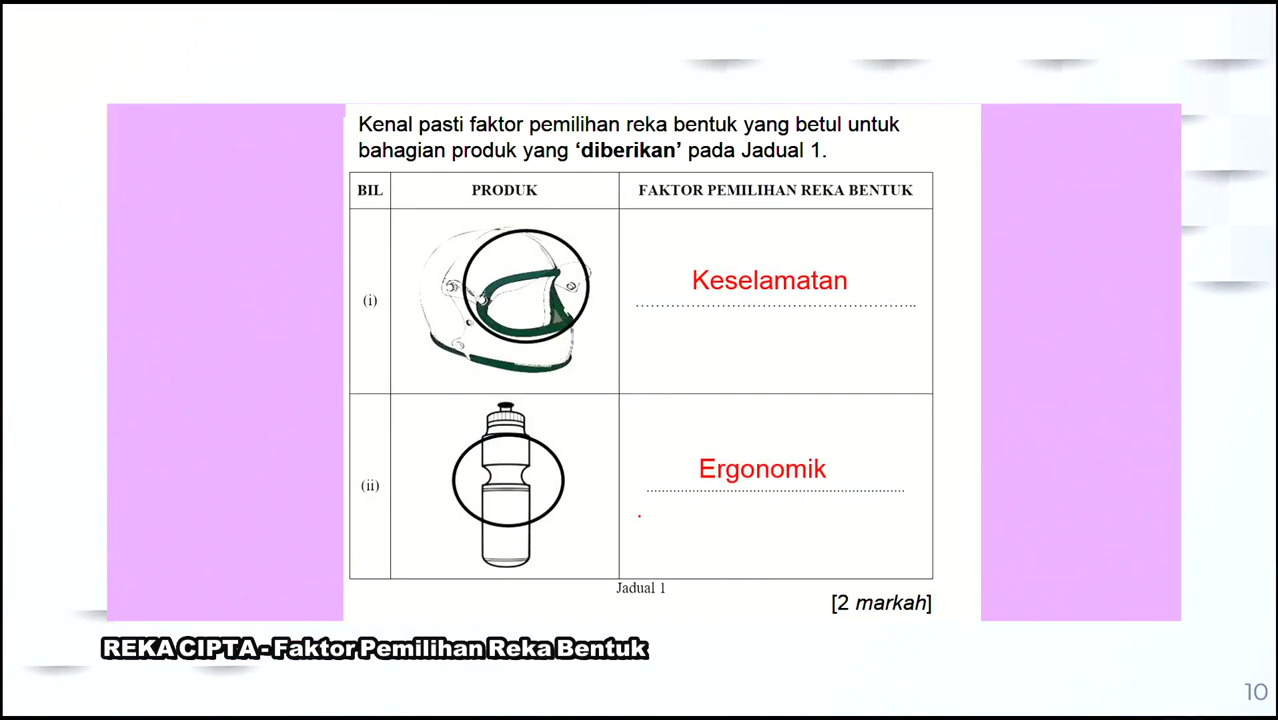 Kenal pasti faktor pemilihan reka bentuk yang betul untuk
bahagian produk yang ‘diberikan’ pada Jadual 1.
BIL PRODUK FAKTOR PEMILIHAN REKA BENTUK
(i) Keselamatan
(ii) Ergonomik
Jadual 1
[2 markah]
REKA CIPTA - Faktor Pemilihan Reka Bentuk
10